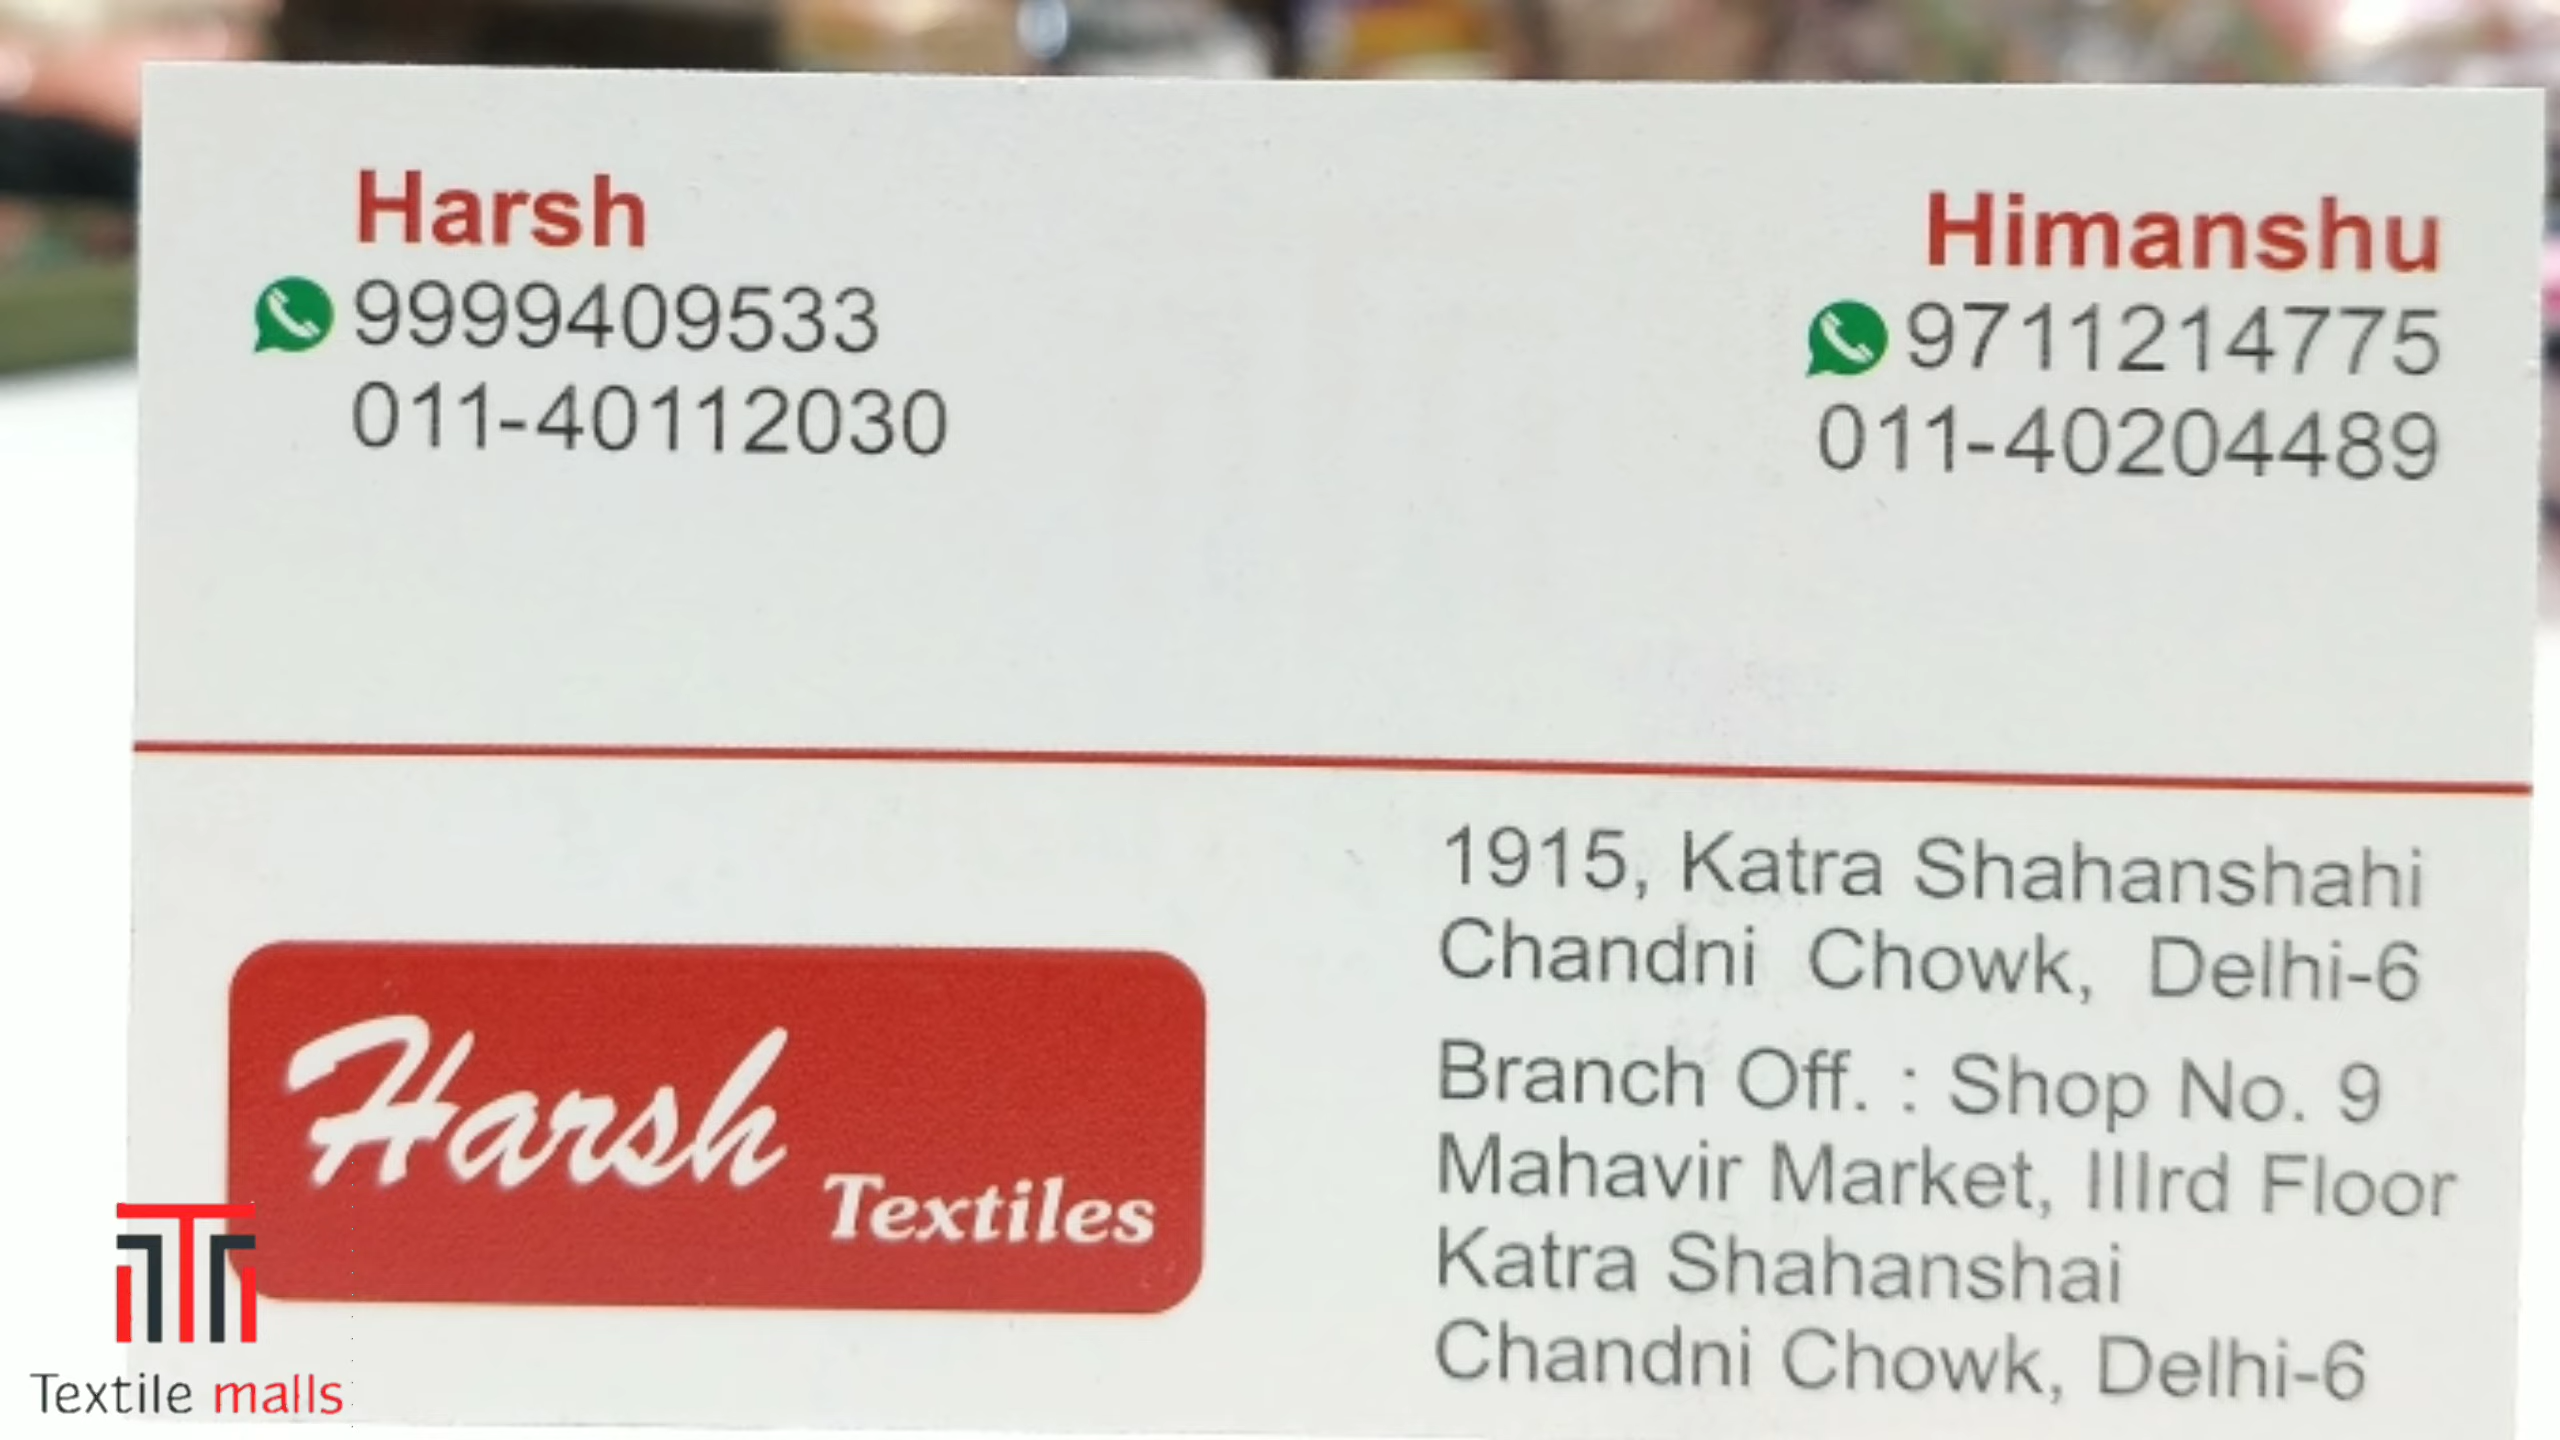 Harsh
9999409533
011-40112030
Himanshu
9711214775
011-40204489
Harsh Textiles
1915, Katra Shahanshahi
Chandni Chowk, Delhi-6
Branch Off. : Shop No. 9
Mahavir Market, IIIrd Floor
Katra Shahanshai
Chandni Chowk, Delhi-6
Textile malls